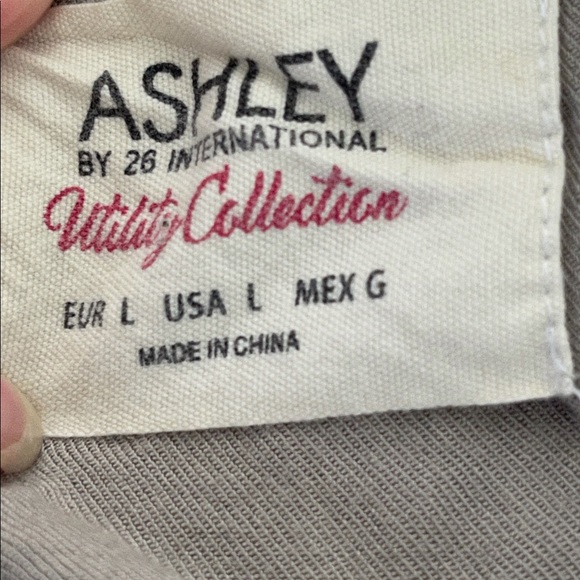 ASHLEY
BY 26 INTERNATIONAL
Utility Collection
EUR L USA L MEX G
MADE IN CHINA